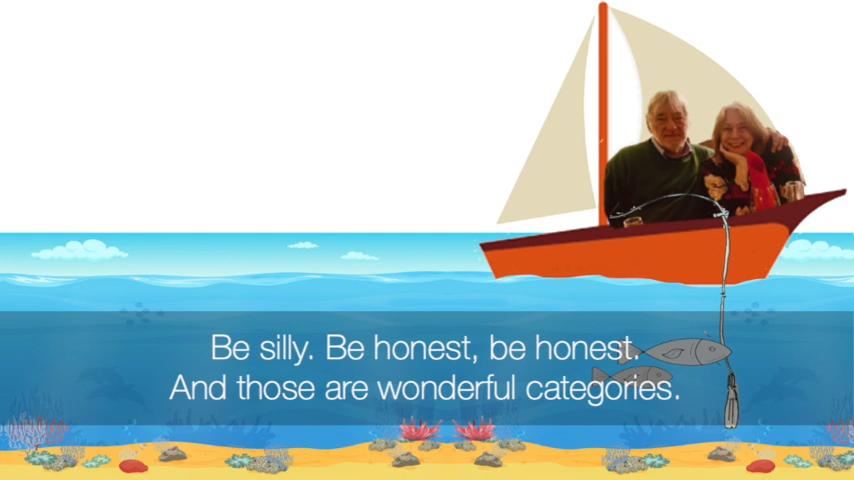 Be silly. Be honest, be honest.
And those are wonderful categories.